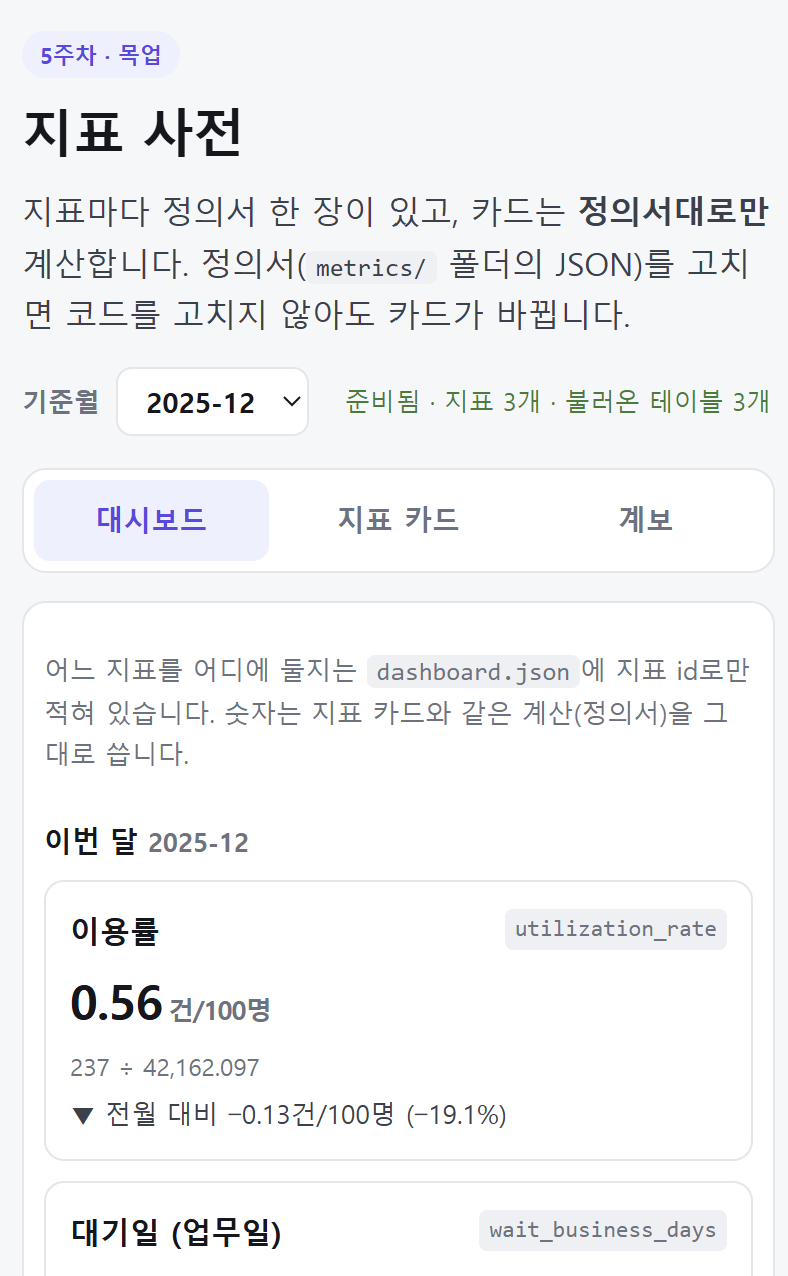 5주차 · 목업
지표 사전
지표마다 정의서 한 장이 있고, 카드는 정의서대로만
계산합니다. 정의서(metrics/ 폴더의 JSON)를 고치
면 코드를 고치지 않아도 카드가 바뀝니다.
기준월 2025-12 준비됨 · 지표 3개 · 불러온 테이블 3개
대시보드 지표 카드 계보
어느 지표를 어디에 둘지는 dashboard.json에 지표 id로만
적혀 있습니다. 숫자는 지표 카드와 같은 계산(정의서)을 그
대로 씁니다.
이번 달 2025-12
이용률 utilization_rate
0.56 건/100명
237 ÷ 42,162.097
▼ 전월 대비 −0.13건/100명 (−19.1%)
대기일 (업무일) wait_business_days